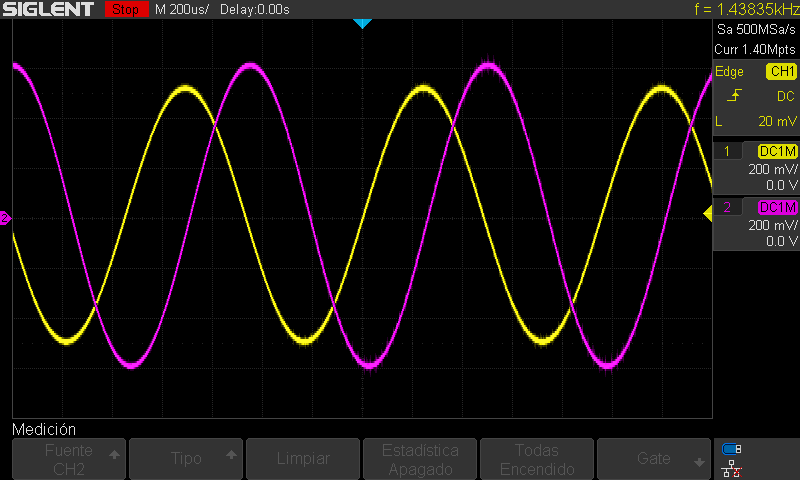 SIGLENT Stop M 200us/ Delay:0.00s f = 1.43835kHz
Sa 500MSa/s
Curr 1.40Mpts
Edge CH1
DC
L 20 mV
1 DC1M
200 mV/
0.0 V
2 DC1M
200 mV/
0.0 V
2
Medición
Fuente CH2
Tipo
Limpiar
Estadística Apagado
Todas Encendido
Gate